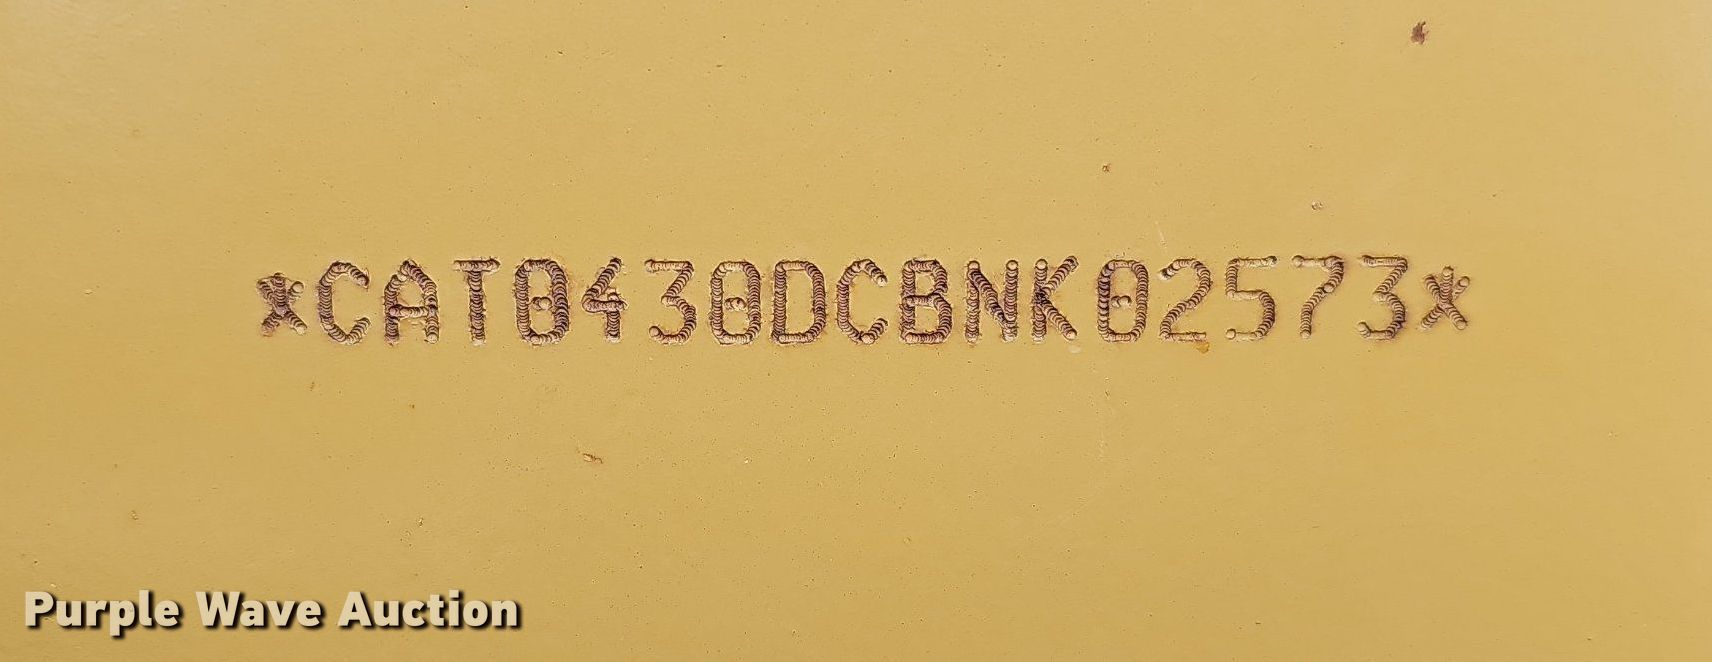 *CAT0430DCBNK02573*
Purple Wave Auction